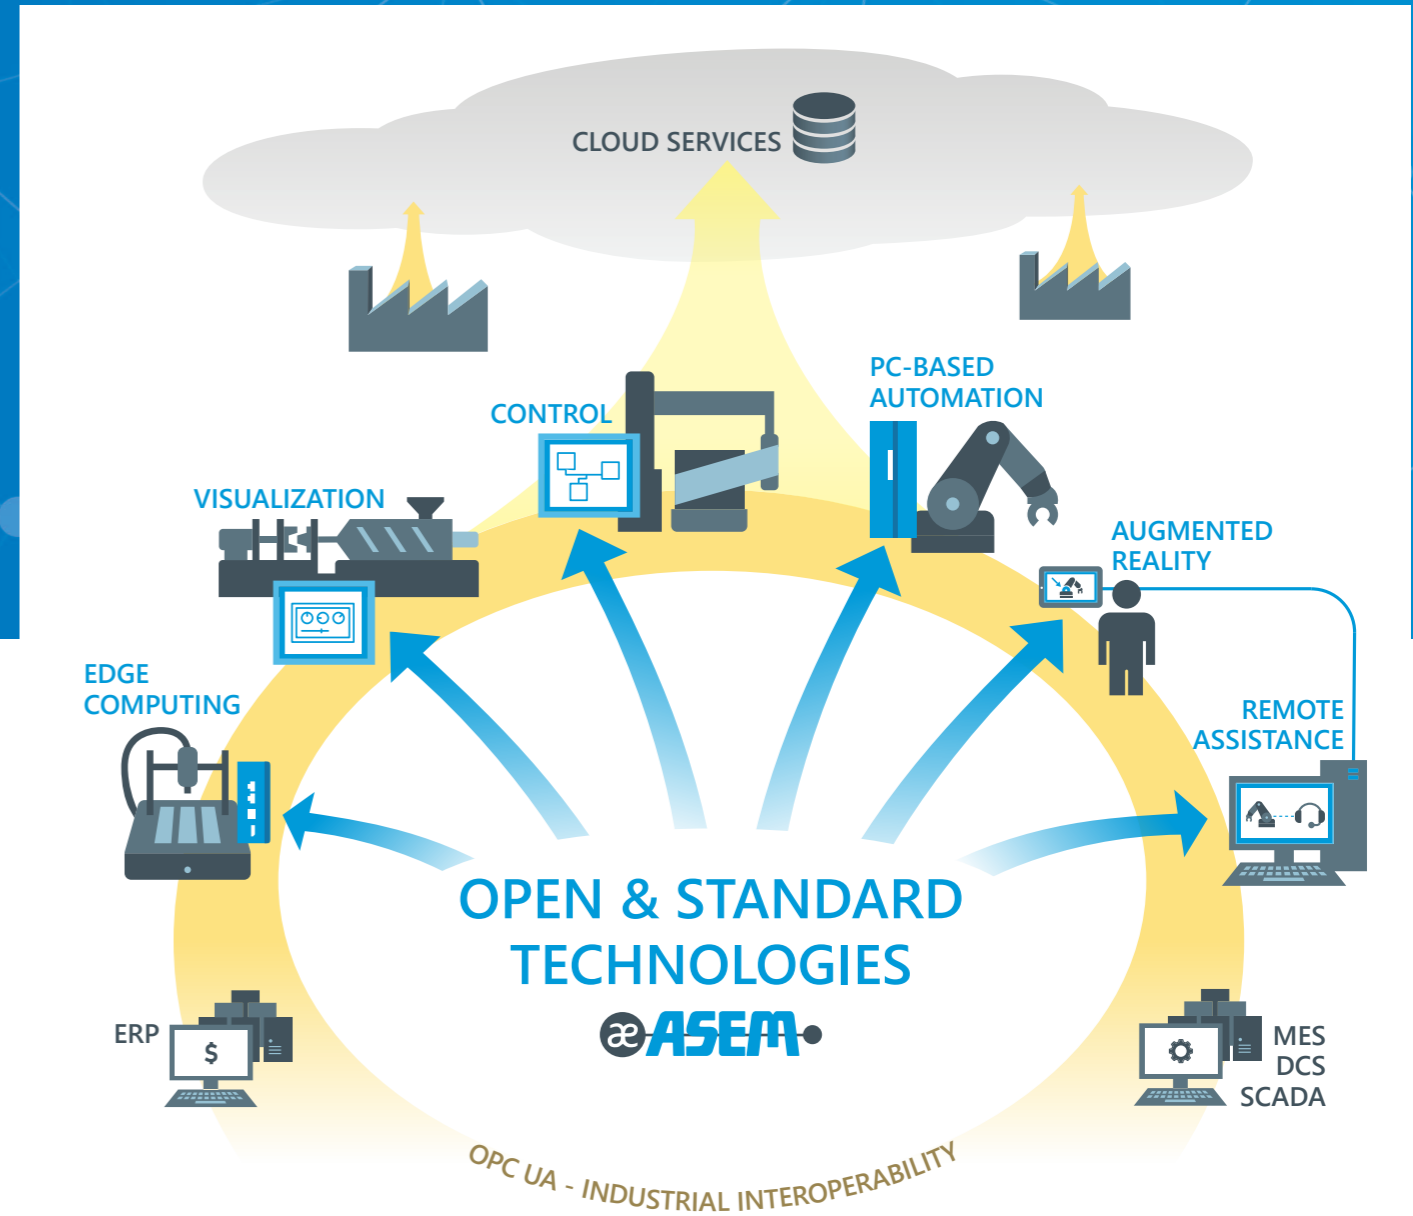 CLOUD SERVICES
PC-BASED
AUTOMATION
CONTROL
VISUALIZATION
AUGMENTED
REALITY
EDGE
COMPUTING
REMOTE
ASSISTANCE
OPEN & STANDARD
TECHNOLOGIES
æ ASEM
ERP
$
MES
DCS
SCADA
OPC UA - INDUSTRIAL INTEROPERABILITY